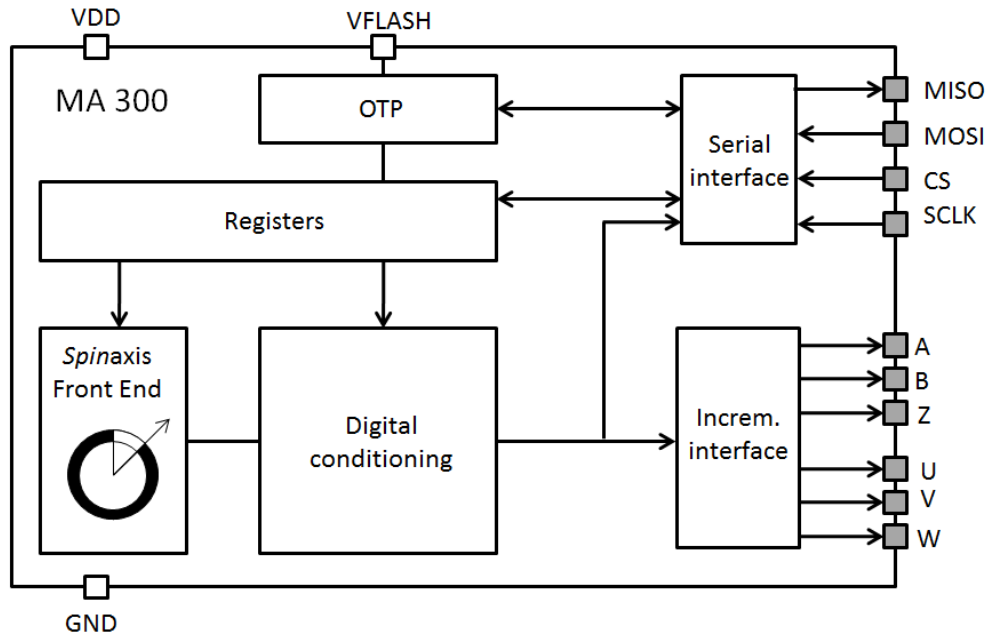 VDD
VFLASH
MA 300
OTP
Serial
interface
MISO
MOSI
CS
SCLK
Registers
Spinaxis
Front End
Digital
conditioning
Increm.
interface
A
B
Z
U
V
W
GND